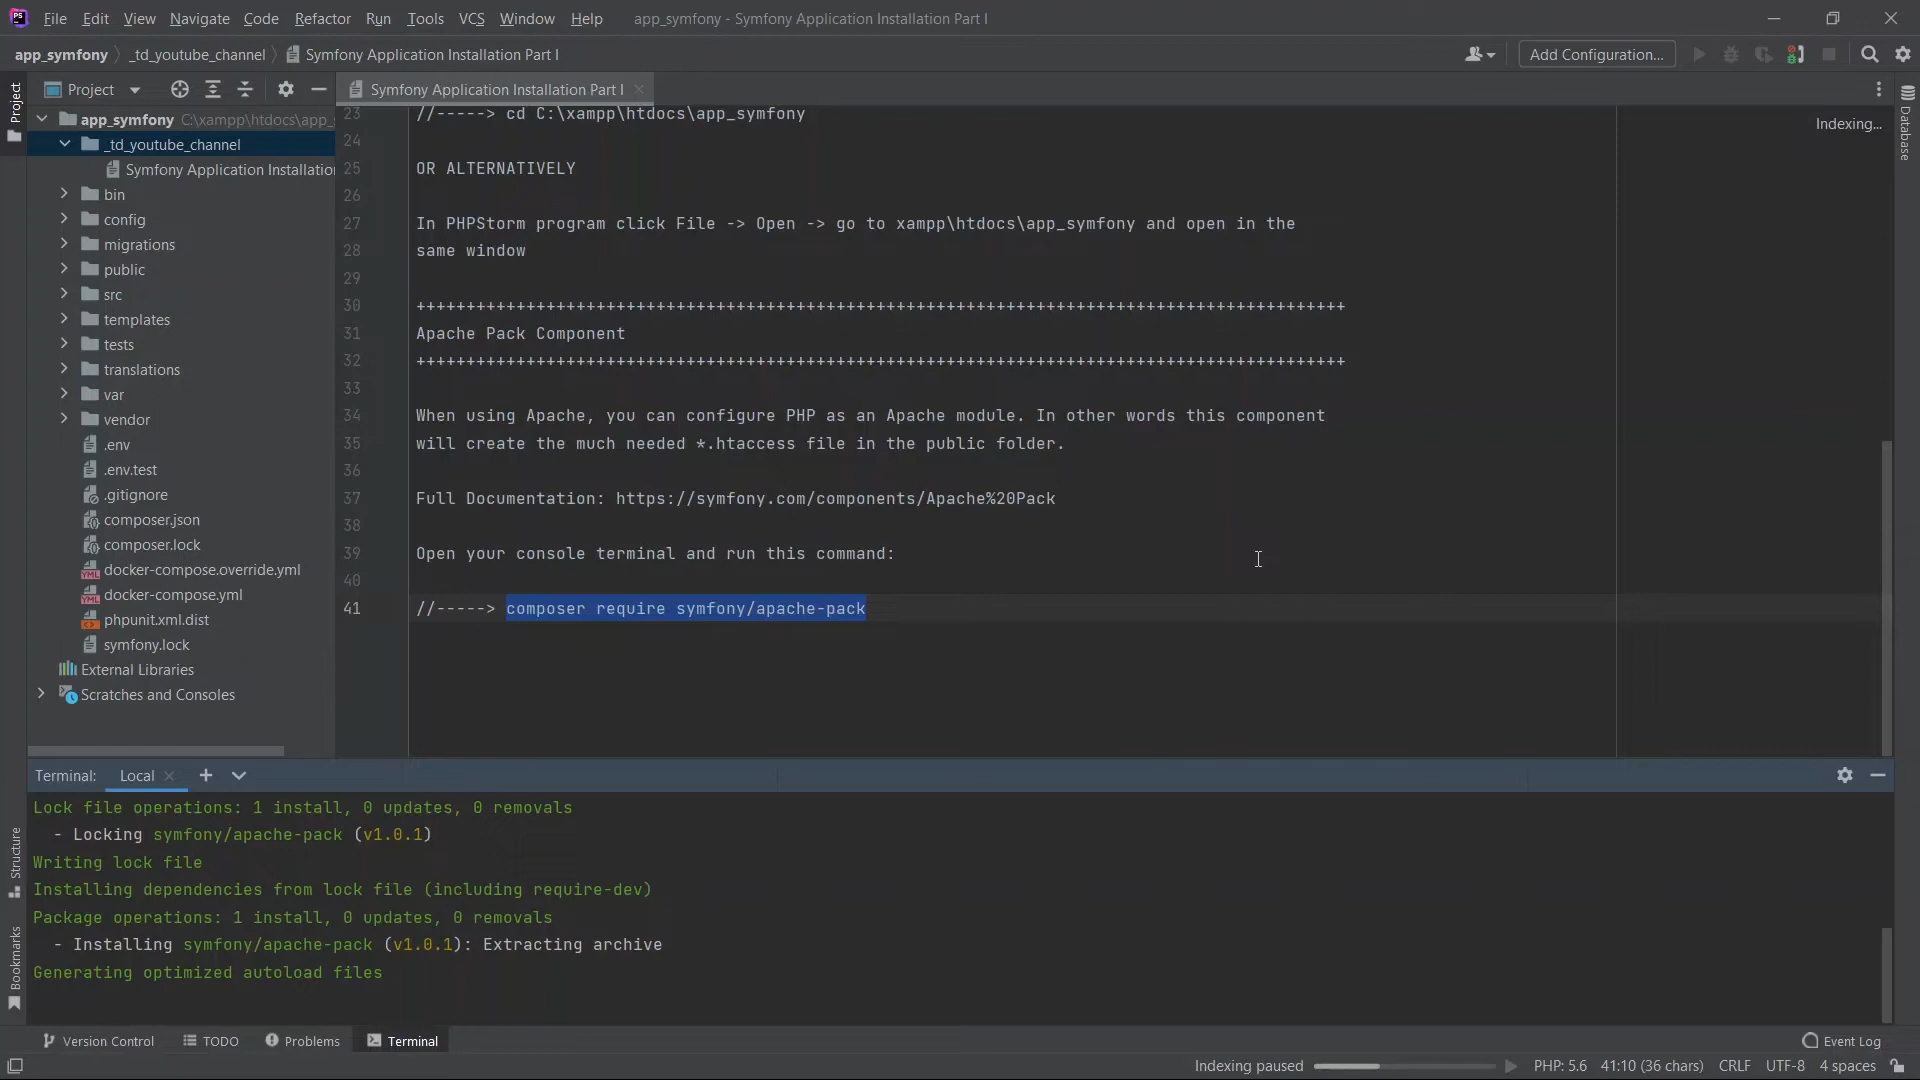 PS File Edit View Navigate Code Refactor Run Tools VCS Window Help app_symfony - Symfony Application Installation Part I
app_symfony _td_youtube_channel Symfony Application Installation Part I Add Configuration...
Project Symfony Application Installation Part I
Project
app_symfony C:\xampp\htdocs\app_
_td_youtube_channel
Symfony Application Installatio
bin
config
migrations
public
src
templates
tests
translations
var
vendor
.env
.env.test
.gitignore
composer.json
composer.lock
docker-compose.override.yml
docker-compose.yml
phpunit.xml.dist
symfony.lock
External Libraries
Scratches and Consoles
23 //-----> cd C:\xampp\htdocs\app_symfony
24
25 OR ALTERNATIVELY
26
27 In PHPStorm program click File -> Open -> go to xampp\htdocs\app_symfony and open in the
28 same window
29
30 +++++++++++++++++++++++++++++++++++++++++++++++++++++++++++++++++++++++++++++++++++++++++++++
31 Apache Pack Component
32 +++++++++++++++++++++++++++++++++++++++++++++++++++++++++++++++++++++++++++++++++++++++++++++
33
34 When using Apache, you can configure PHP as an Apache module. In other words this component
35 will create the much needed *.htaccess file in the public folder.
36
37 Full Documentation: https://symfony.com/components/Apache%20Pack
38
39 Open your console terminal and run this command:
40
41 //-----> composer require symfony/apache-pack
Indexing...
Database
Terminal: Local
Lock file operations: 1 install, 0 updates, 0 removals
- Locking symfony/apache-pack (v1.0.1)
Writing lock file
Installing dependencies from lock file (including require-dev)
Package operations: 1 install, 0 updates, 0 removals
- Installing symfony/apache-pack (v1.0.1): Extracting archive
Generating optimized autoload files
Structure
Bookmarks
Version Control TODO Problems Terminal Event Log
Indexing paused PHP: 5.6 41:10 (36 chars) CRLF UTF-8 4 spaces